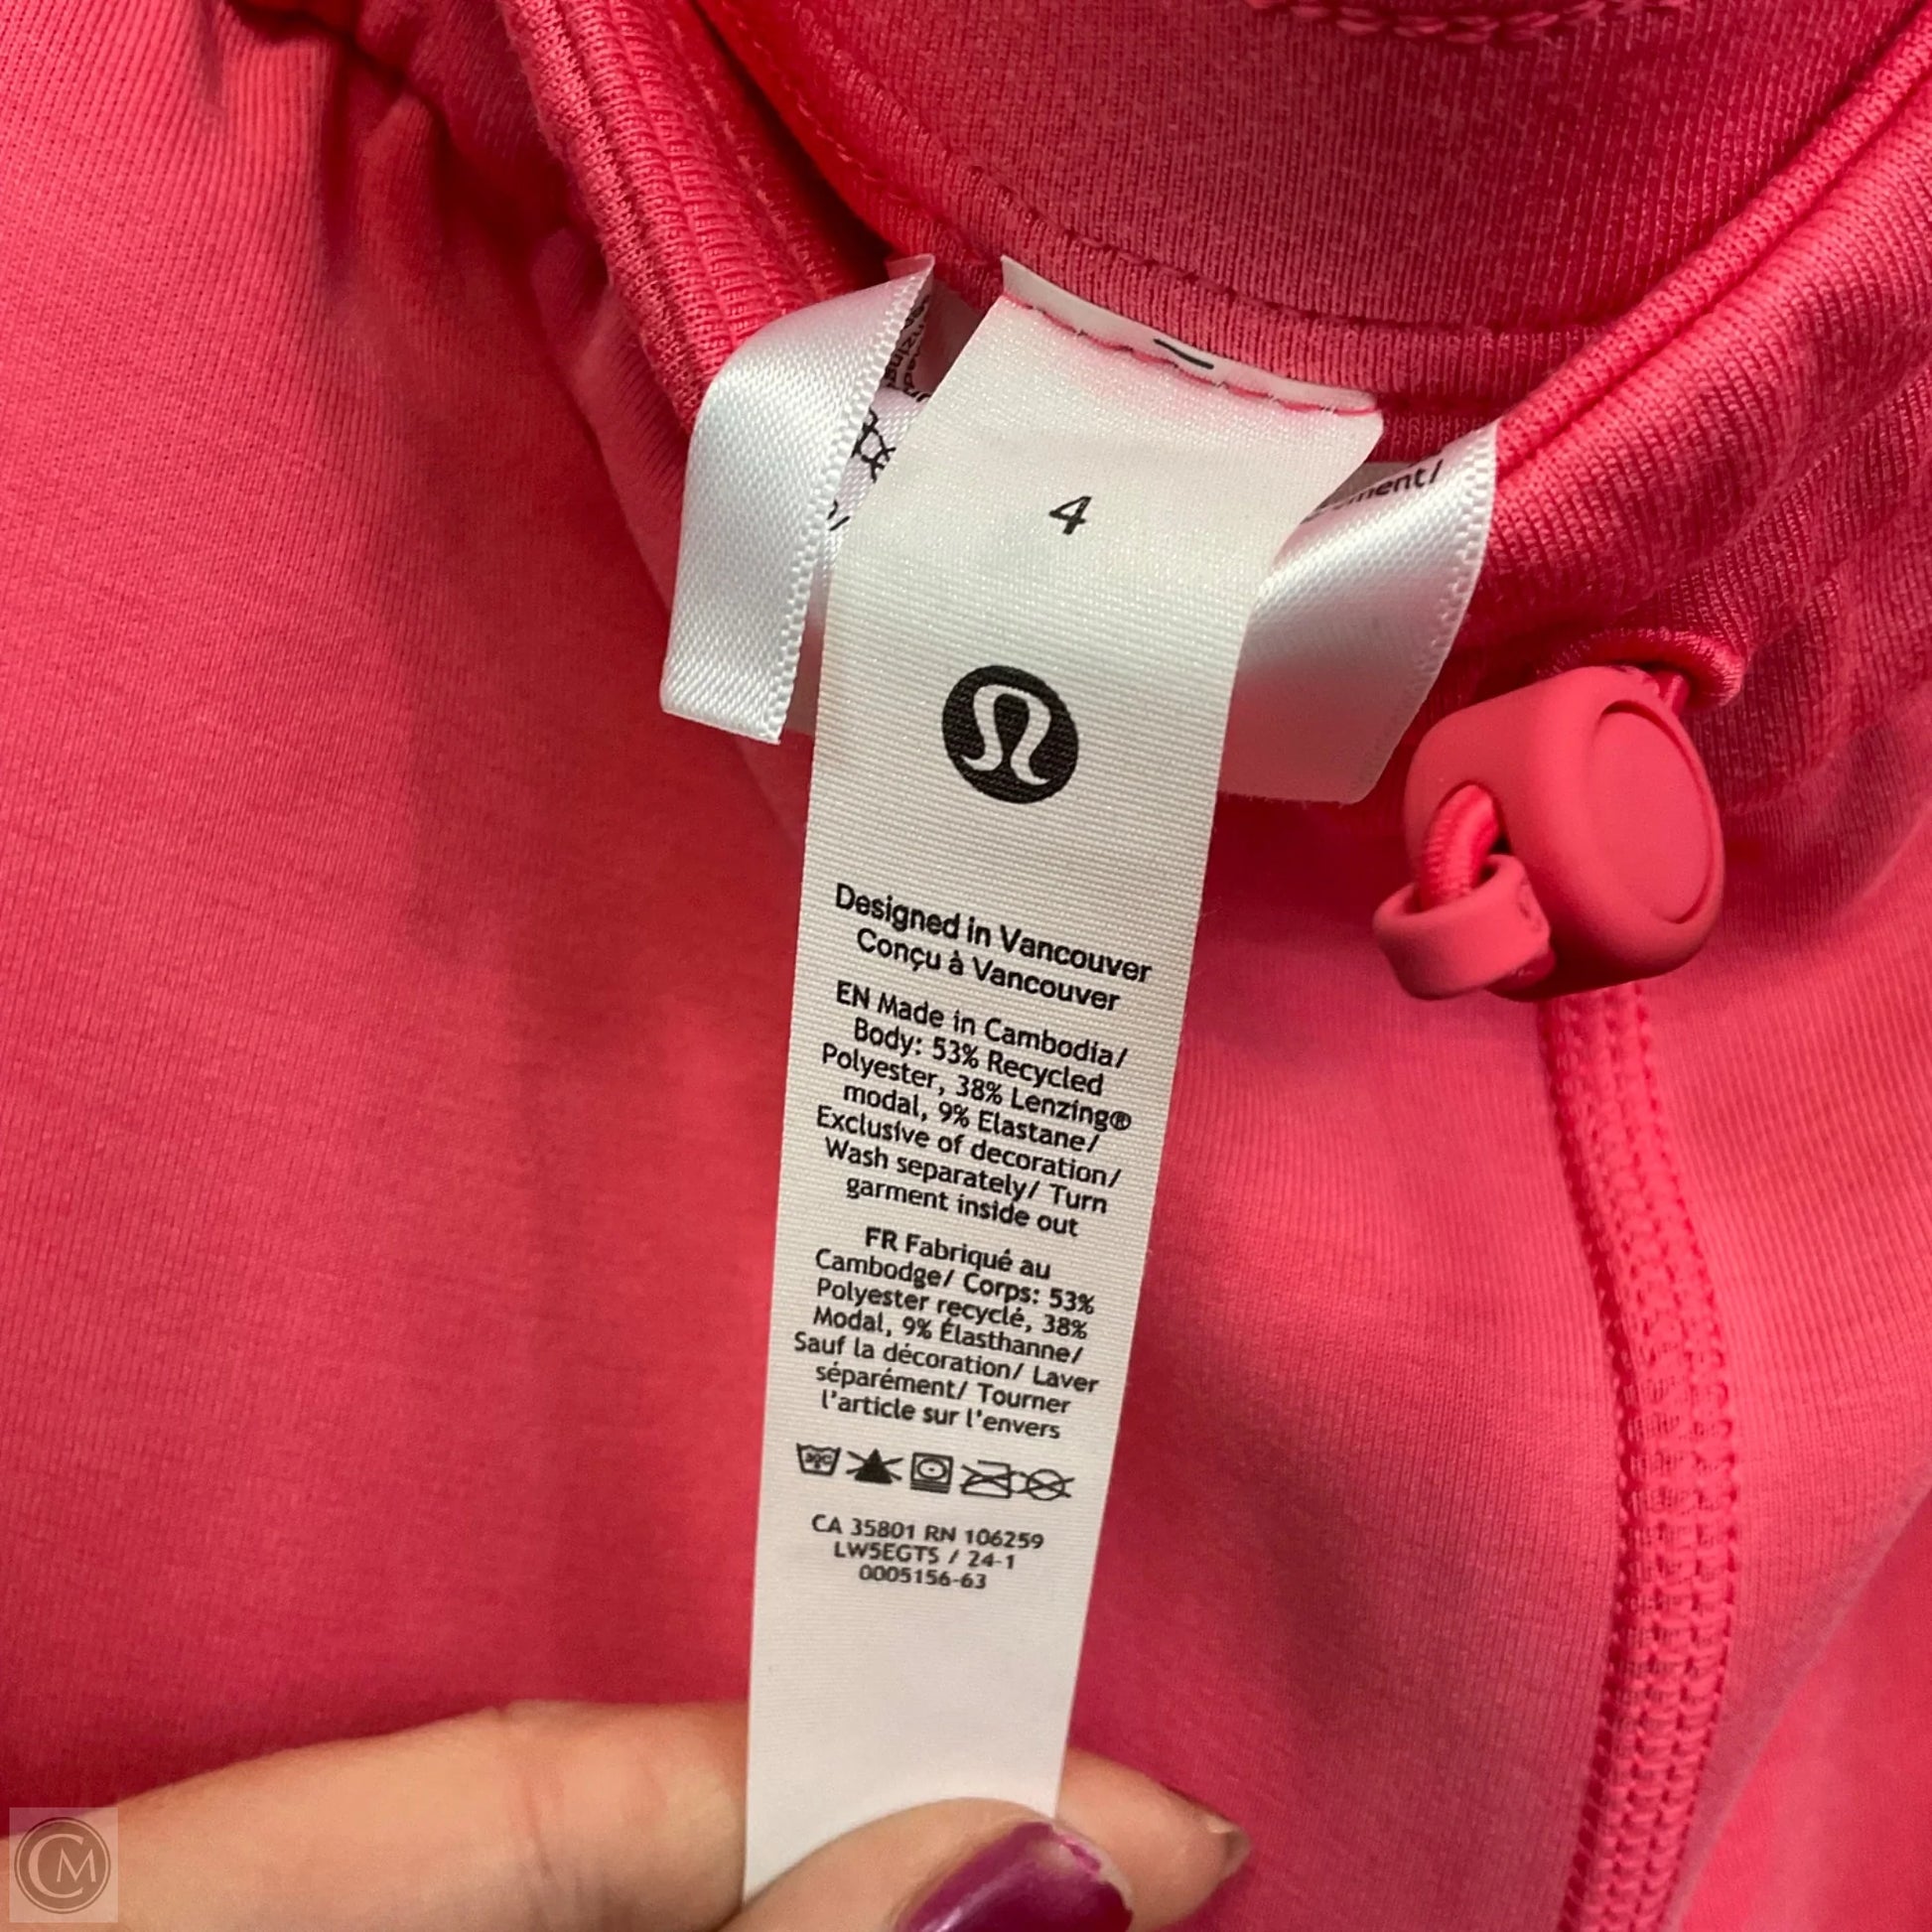 4
Designed in Vancouver
Conçu à Vancouver
EN Made in Cambodia/
Body: 53% Recycled
Polyester, 38% Lenzing®
modal, 9% Elastane/
Exclusive of decoration/
Wash separately/ Turn
garment inside out
FR Fabriqué au
Cambodge/ Corps: 53%
Polyester recyclé, 38%
Modal, 9% Élasthanne/
Sauf la décoration/ Laver
séparément/ Tourner
l'article sur l'envers
30C
CA 35801 RN 106259
LW5EGTS / 24-1
0005156-63
CM